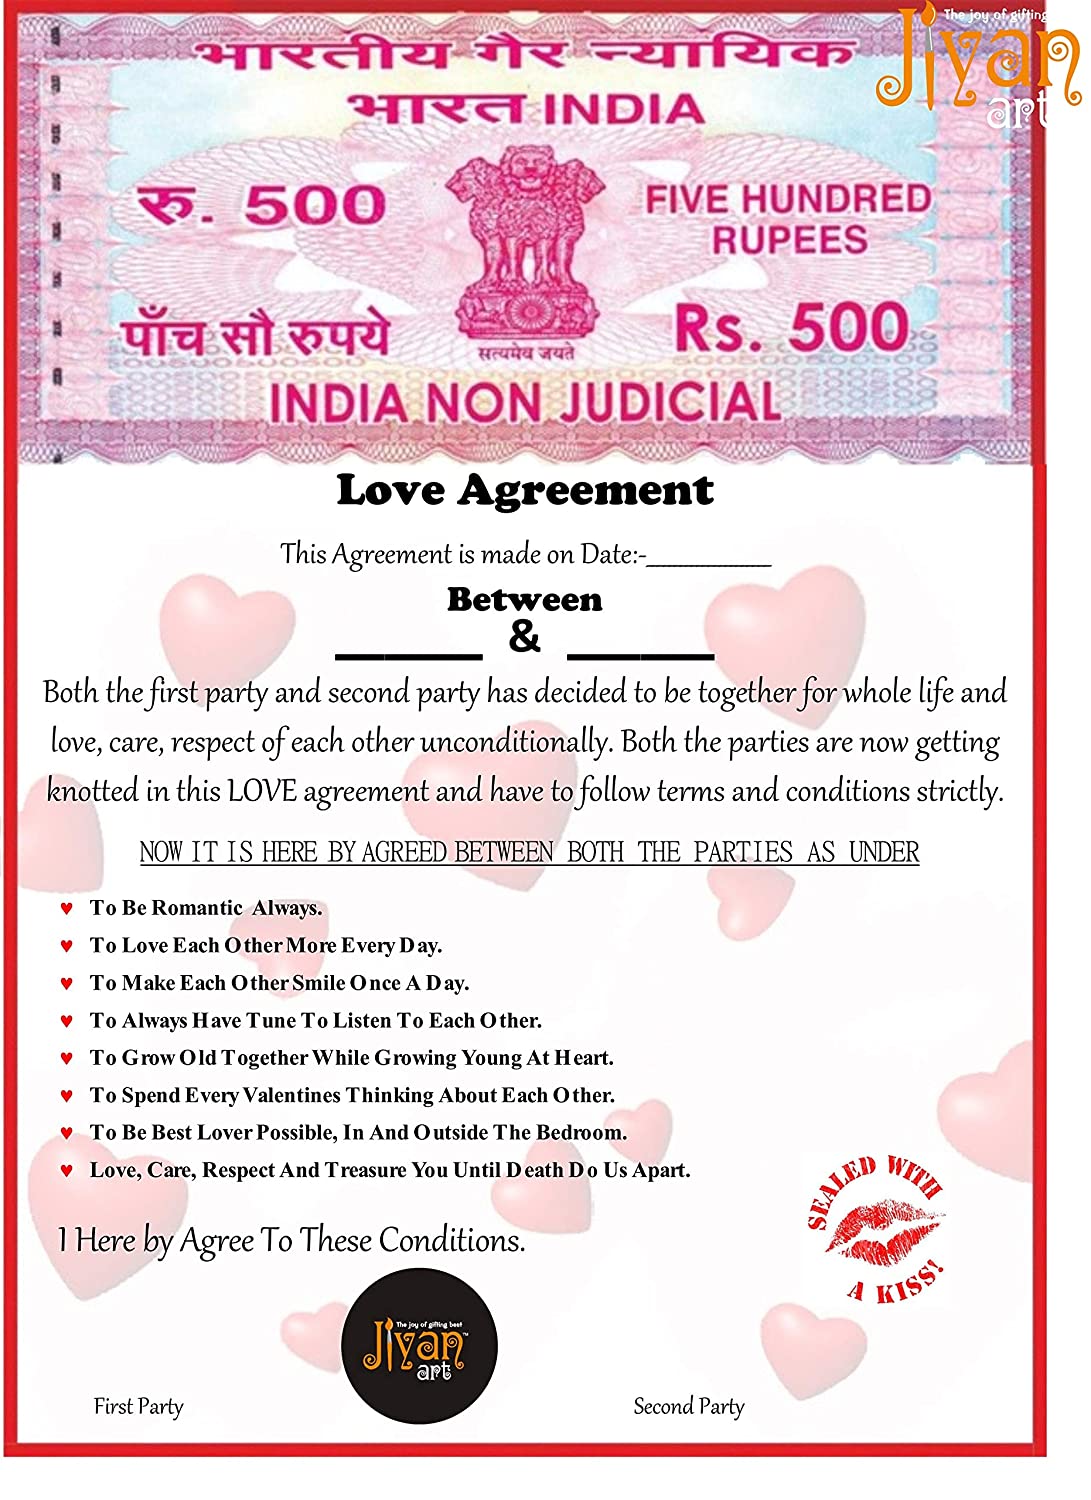 The joy of gifting
Jiyan
art
भारतीय गैर न्यायिक
भारत INDIA
रु. 500
FIVE HUNDRED
RUPEES
पाँच सौ रुपये
सत्यमेव जयते
Rs. 500
INDIA NON JUDICIAL
Love Agreement
This Agreement is made on Date:-____________
Between
______ & ______
Both the first party and second party has decided to be together for whole life and
love, care, respect of each other unconditionally. Both the parties are now getting
knotted in this LOVE agreement and have to follow terms and conditions strictly.
NOW IT IS HERE BY AGREED BETWEEN BOTH THE PARTIES AS UNDER
♥ To Be Romantic Always.
♥ To Love Each Other More Every Day.
♥ To Make Each Other Smile Once A Day.
♥ To Always Have Tune To Listen To Each Other.
♥ To Grow Old Together While Growing Young At Heart.
♥ To Spend Every Valentines Thinking About Each Other.
♥ To Be Best Lover Possible, In And Outside The Bedroom.
♥ Love, Care, Respect And Treasure You Until Death Do Us Apart.
SEALED WITH
A KISS!
I Here by Agree To These Conditions.
The joy of gifting best
Jiyan™
art
First Party
Second Party